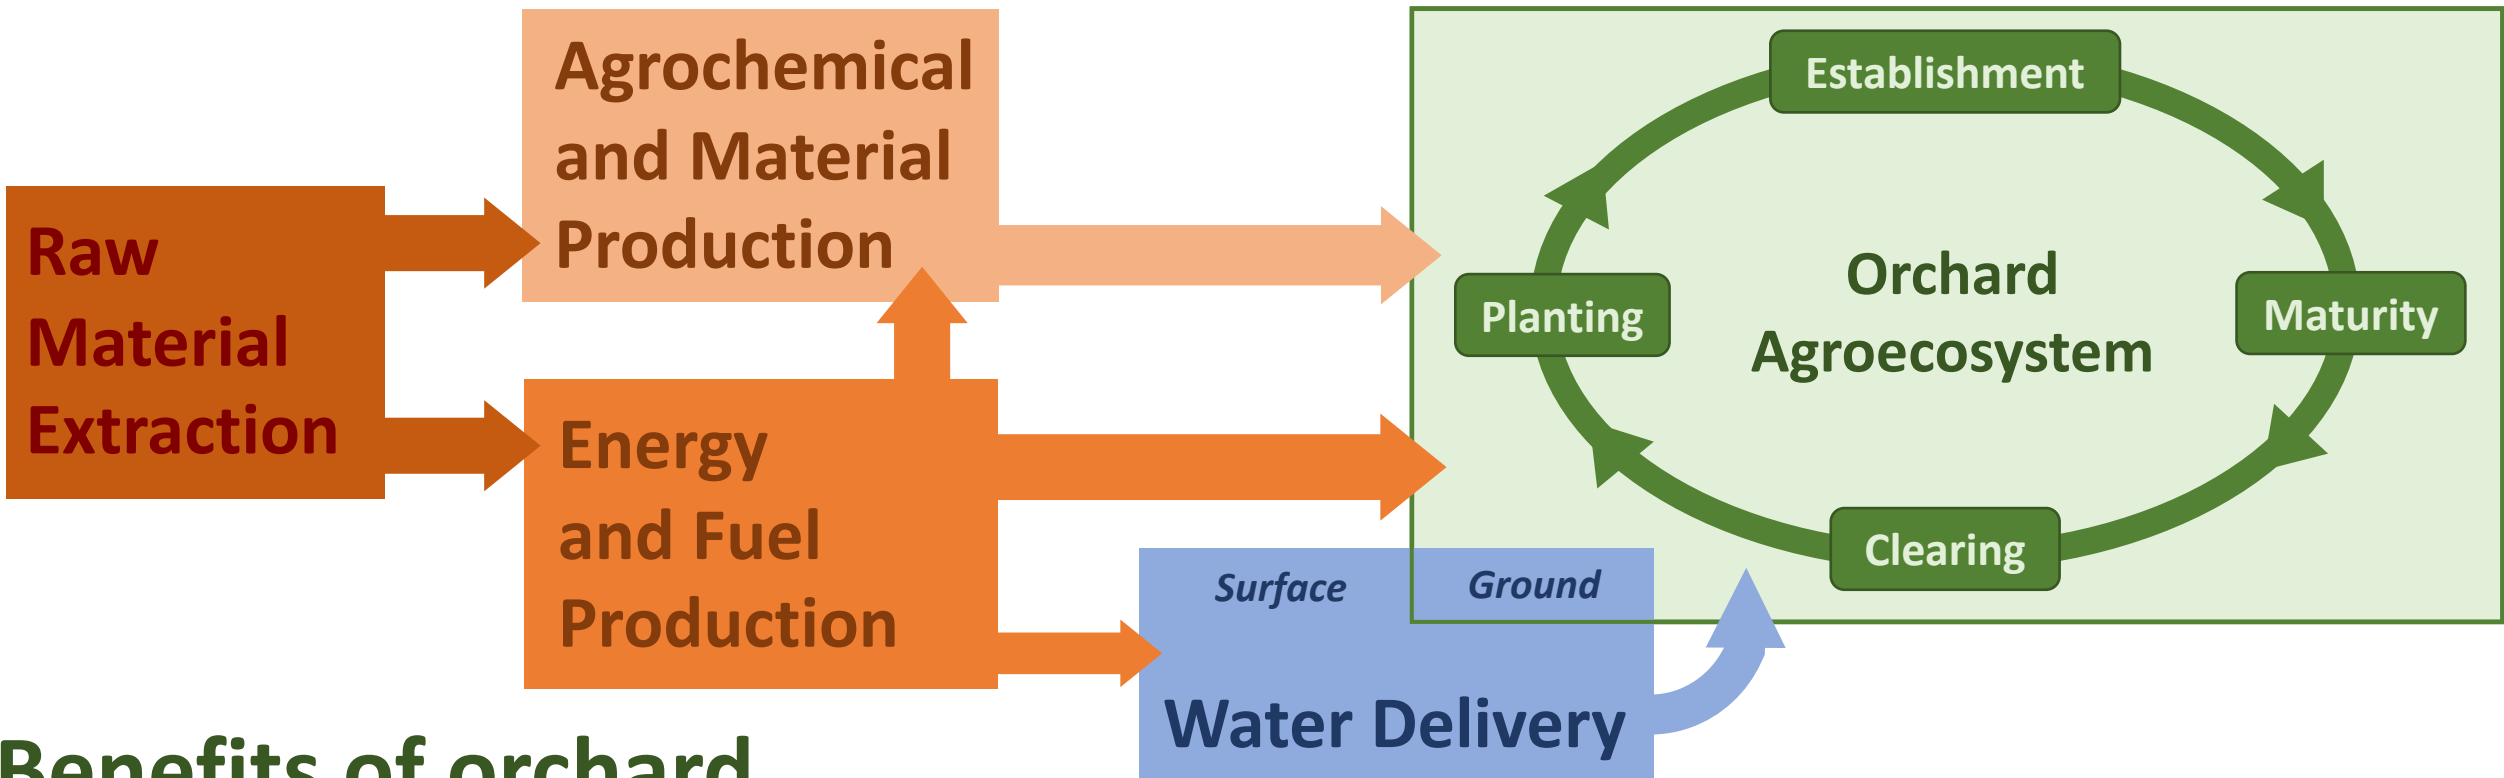 Raw
Material
Extraction
Agrochemical
and Material
Production
Energy
and Fuel
Production
Surface
Ground
Water Delivery
Establishment
Planting
Orchard
Agroecosystem
Maturity
Clearing
Benefits of orchard